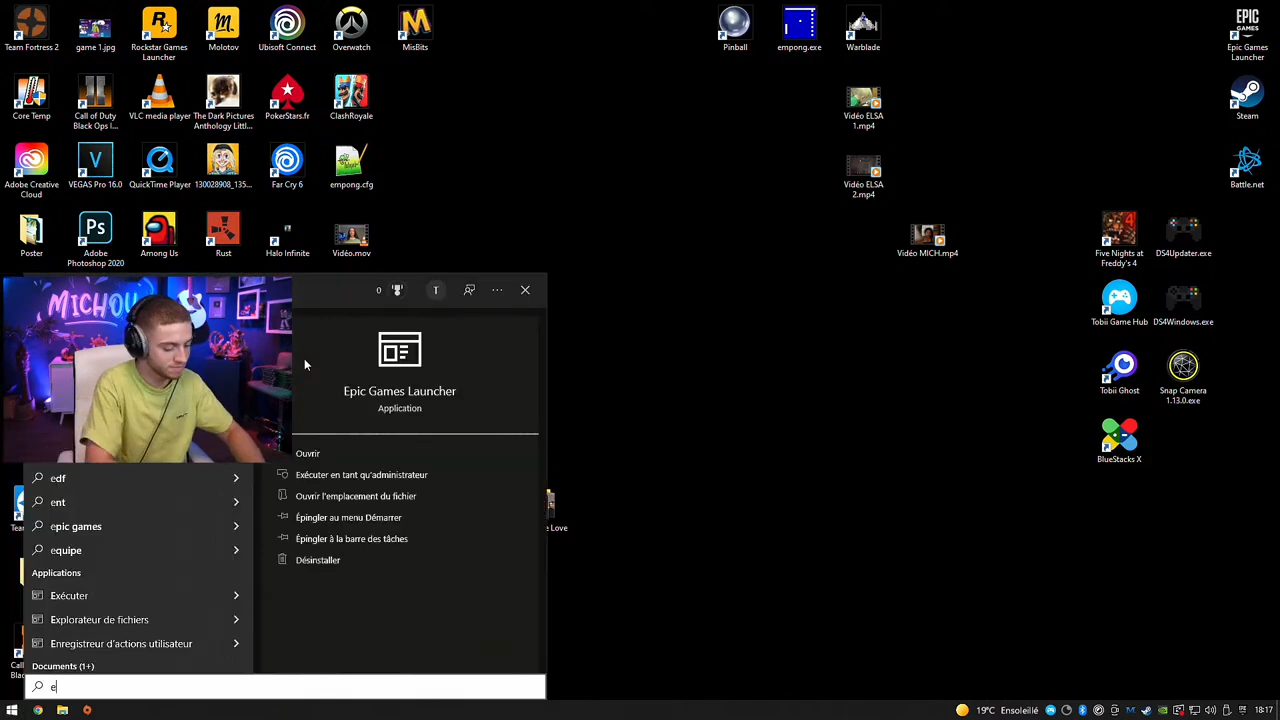 Team Fortress 2
game 1.jpg
Rockstar Games
Launcher
Molotov
Ubisoft Connect
Overwatch
MisBits
Pinball
empong.exe
Warblade
EPIC
GAMES
Epic Games
Launcher
Core Temp
Call of Duty
Black Ops I...
VLC media player
The Dark Pictures
Anthology Littl...
PokerStars.fr
ClashRoyale
Vidéo ELSA
1.mp4
Steam
Adobe Creative
Cloud
VEGAS Pro 16.0
QuickTime Player
130028908_135...
Far Cry 6
empong.cfg
Vidéo ELSA
2.mp4
Battle.net
Poster
Ps
Adobe
Photoshop 2020
Among Us
Rust
Halo Infinite
Vidéo.mov
Vidéo MICH.mp4
4
Five Nights at
Freddy's 4
DS4Updater.exe
MICHOU
0
T
Tobii Game Hub
DS4Windows.exe
Epic Games Launcher
Application
Tobii Ghost
Snap Camera
1.13.0.exe
BlueStacks X
Ouvrir
Exécuter en tant qu'administrateur
Ouvrir l'emplacement du fichier
Épingler au menu Démarrer
Épingler à la barre des tâches
Désinstaller
edf
ent
epic games
equipe
Applications
Exécuter
Explorateur de fichiers
Enregistreur d'actions utilisateur
Documents (1+)
e
e Love
19°C Ensoleillé
18:17